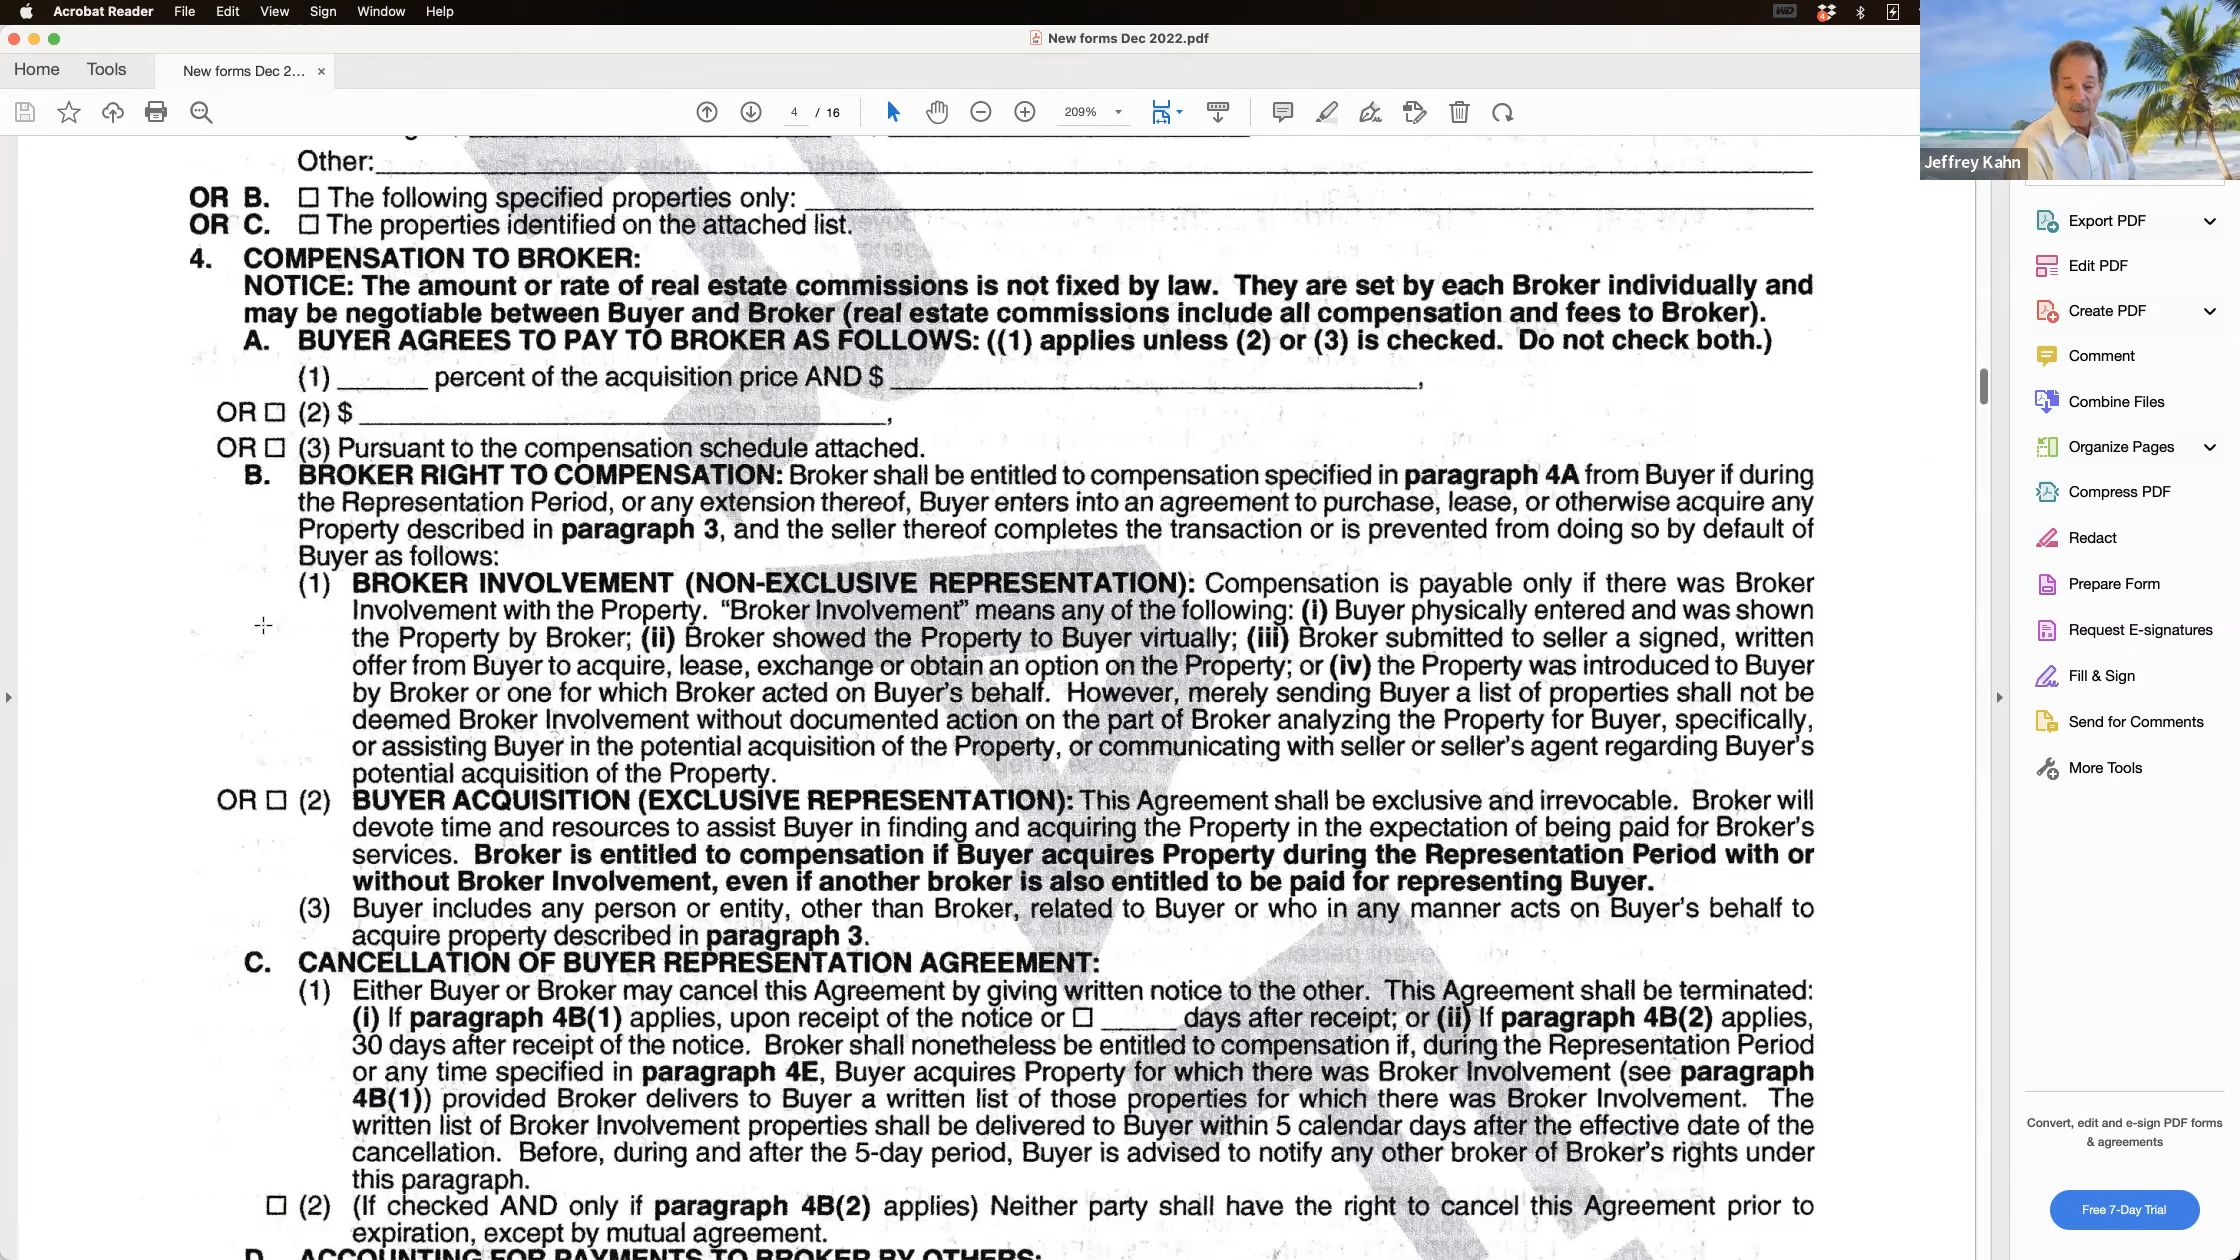 Acrobat Reader File Edit View Sign Window Help
New forms Dec 2022.pdf
Home Tools New forms Dec 2... ×
4 / 16 209%
Jeffrey Kahn
Other:
OR B. ☐ The following specified properties only:
OR C. ☐ The properties identified on the attached list.
4. COMPENSATION TO BROKER:
NOTICE: The amount or rate of real estate commissions is not fixed by law. They are set by each Broker individually and
may be negotiable between Buyer and Broker (real estate commissions include all compensation and fees to Broker).
A. BUYER AGREES TO PAY TO BROKER AS FOLLOWS: ((1) applies unless (2) or (3) is checked. Do not check both.)
(1) ______ percent of the acquisition price AND $ ______,
OR ☐ (2) $ ______,
OR ☐ (3) Pursuant to the compensation schedule attached.
B. BROKER RIGHT TO COMPENSATION: Broker shall be entitled to compensation specified in paragraph 4A from Buyer if during
the Representation Period, or any extension thereof, Buyer enters into an agreement to purchase, lease, or otherwise acquire any
Property described in paragraph 3, and the seller thereof completes the transaction or is prevented from doing so by default of
Buyer as follows:
(1) BROKER INVOLVEMENT (NON-EXCLUSIVE REPRESENTATION): Compensation is payable only if there was Broker
Involvement with the Property. "Broker Involvement" means any of the following: (i) Buyer physically entered and was shown
the Property by Broker; (ii) Broker showed the Property to Buyer virtually; (iii) Broker submitted to seller a signed, written
offer from Buyer to acquire, lease, exchange or obtain an option on the Property; or (iv) the Property was introduced to Buyer
by Broker or one for which Broker acted on Buyer's behalf. However, merely sending Buyer a list of properties shall not be
deemed Broker Involvement without documented action on the part of Broker analyzing the Property for Buyer, specifically,
or assisting Buyer in the potential acquisition of the Property, or communicating with seller or seller's agent regarding Buyer's
potential acquisition of the Property.
OR ☐ (2) BUYER ACQUISITION (EXCLUSIVE REPRESENTATION): This Agreement shall be exclusive and irrevocable. Broker will
devote time and resources to assist Buyer in finding and acquiring the Property in the expectation of being paid for Broker's
services. Broker is entitled to compensation if Buyer acquires Property during the Representation Period with or
without Broker Involvement, even if another broker is also entitled to be paid for representing Buyer.
(3) Buyer includes any person or entity, other than Broker, related to Buyer or who in any manner acts on Buyer's behalf to
acquire property described in paragraph 3.
C. CANCELLATION OF BUYER REPRESENTATION AGREEMENT:
(1) Either Buyer or Broker may cancel this Agreement by giving written notice to the other. This Agreement shall be terminated:
(i) If paragraph 4B(1) applies, upon receipt of the notice or ☐ _____ days after receipt; or (ii) If paragraph 4B(2) applies,
30 days after receipt of the notice. Broker shall nonetheless be entitled to compensation if, during the Representation Period
or any time specified in paragraph 4E, Buyer acquires Property for which there was Broker Involvement (see paragraph
4B(1)) provided Broker delivers to Buyer a written list of those properties for which there was Broker Involvement. The
written list of Broker Involvement properties shall be delivered to Buyer within 5 calendar days after the effective date of the
cancellation. Before, during and after the 5-day period, Buyer is advised to notify any other broker of Broker's rights under
this paragraph.
☐ (2) (If checked AND only if paragraph 4B(2) applies) Neither party shall have the right to cancel this Agreement prior to
expiration, except by mutual agreement.
D. ACCOUNTING FOR PAYMENTS TO BROKER BY OTHERS:
Export PDF
Edit PDF
Create PDF
Comment
Combine Files
Organize Pages
Compress PDF
Redact
Prepare Form
Request E-signatures
Fill & Sign
Send for Comments
More Tools
Convert, edit and e-sign PDF forms
& agreements
Free 7-Day Trial